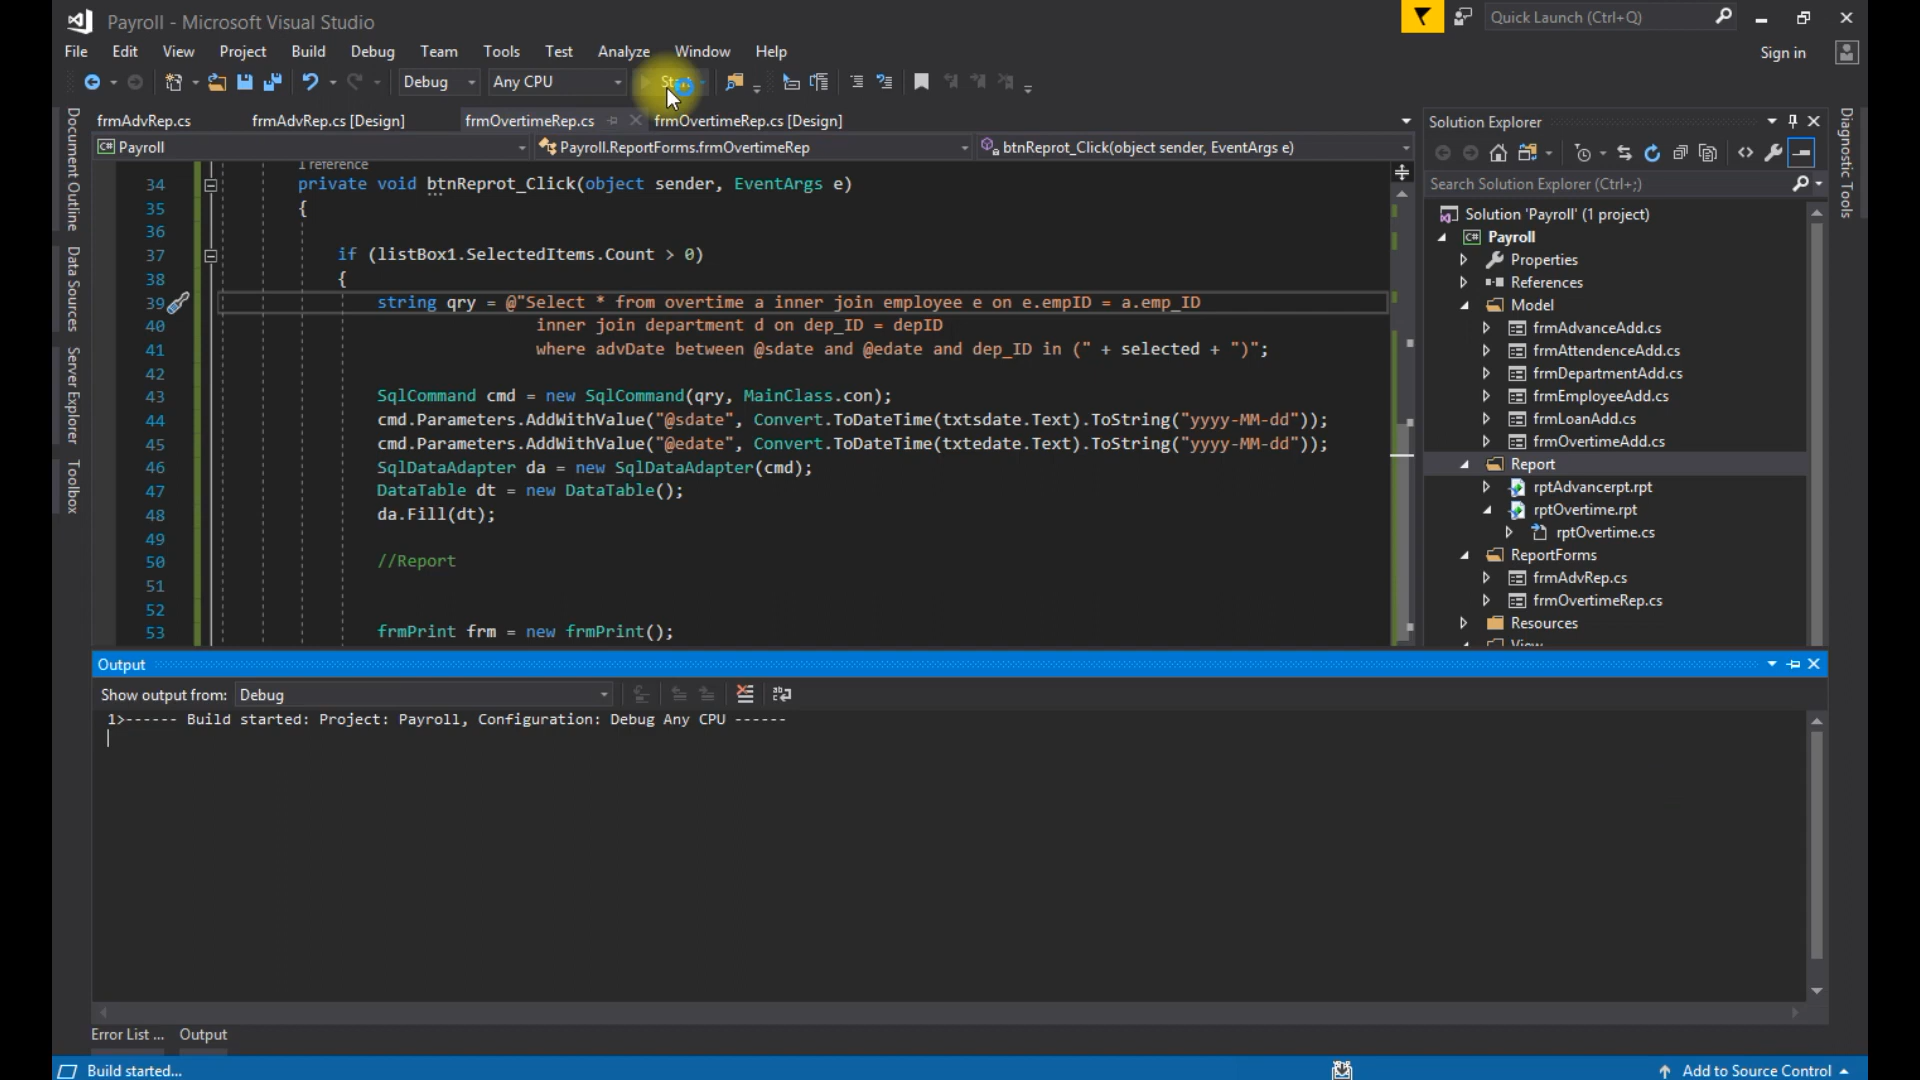 Payroll - Microsoft Visual Studio
Quick Launch (Ctrl+Q)
File Edit View Project Build Debug Team Tools Test Analyze Window Help
Sign in
Debug Any CPU
frmAdvRep.cs frmAdvRep.cs [Design] frmOvertimeRep.cs frmOvertimeRep.cs [Design]
Payroll Payroll.ReportForms.frmOvertimeRep btnReprot_Click(object sender, EventArgs e)
Document Outline
Data Sources
Server Explorer
Toolbox
1 reference
34 private void btnReprot_Click(object sender, EventArgs e)
35 {
36
37 if (listBox1.SelectedItems.Count > 0)
38 {
39 string qry = @"Select * from overtime a inner join employee e on e.empID = a.emp_ID
40 inner join department d on dep_ID = depID
41 where advDate between @sdate and @edate and dep_ID in (" + selected + ")";
42
43 SqlCommand cmd = new SqlCommand(qry, MainClass.con);
44 cmd.Parameters.AddWithValue("@sdate", Convert.ToDateTime(txtsdate.Text).ToString("yyyy-MM-dd"));
45 cmd.Parameters.AddWithValue("@edate", Convert.ToDateTime(txtedate.Text).ToString("yyyy-MM-dd"));
46 SqlDataAdapter da = new SqlDataAdapter(cmd);
47 DataTable dt = new DataTable();
48 da.Fill(dt);
49
50 //Report
51
52
53 frmPrint frm = new frmPrint();
Solution Explorer
Search Solution Explorer (Ctrl+;)
Solution 'Payroll' (1 project)
C# Payroll
Properties
References
Model
frmAdvanceAdd.cs
frmAttendenceAdd.cs
frmDepartmentAdd.cs
frmEmployeeAdd.cs
frmLoanAdd.cs
frmOvertimeAdd.cs
Report
rptAdvancerpt.rpt
rptOvertime.rpt
rptOvertime.cs
ReportForms
frmAdvRep.cs
frmOvertimeRep.cs
Resources
View
Diagnostic Tools
Output
Show output from: Debug
1>------ Build started: Project: Payroll, Configuration: Debug Any CPU ------
Error List ... Output
Build started...
Add to Source Control